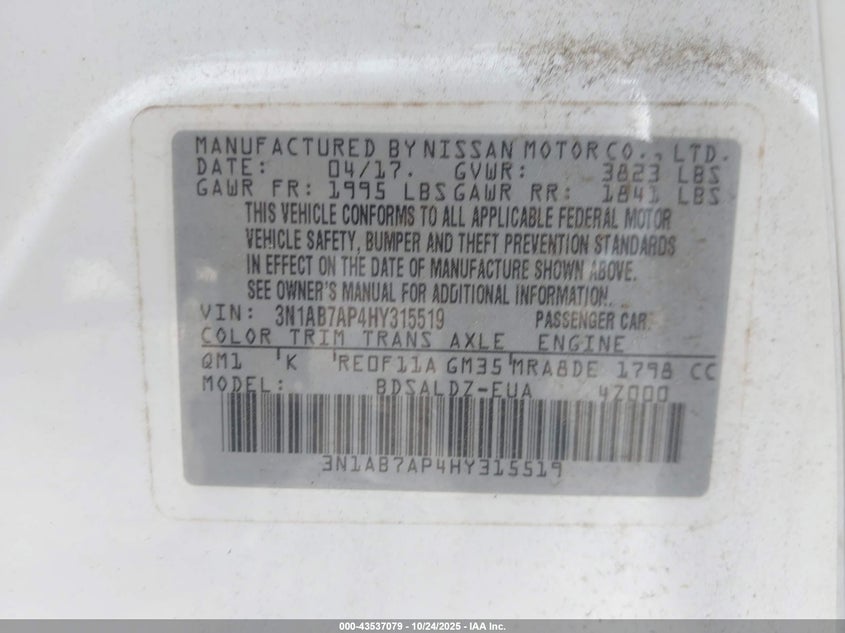 MANUFACTURED BY NISSAN MOTOR CO., LTD.
DATE: 04/17. GVWR: 3823 LBS
GAWR FR: 1995 LBS GAWR RR: 1841 LBS
THIS VEHICLE CONFORMS TO ALL APPLICABLE FEDERAL MOTOR
VEHICLE SAFETY, BUMPER AND THEFT PREVENTION STANDARDS
IN EFFECT ON THE DATE OF MANUFACTURE SHOWN ABOVE.
SEE OWNER'S MANUAL FOR ADDITIONAL INFORMATION.
VIN: 3N1AB7AP4HY315519 PASSENGER CAR
COLOR TRIM TRANS AXLE ENGINE
QM1 K RE0F11A GM35 MRA8DE 1798 CC
MODEL: BDSALDZ-EUA 4Z000
3N1AB7AP4HY315519
000-43537079 - 10/24/2025 - IAA Inc.